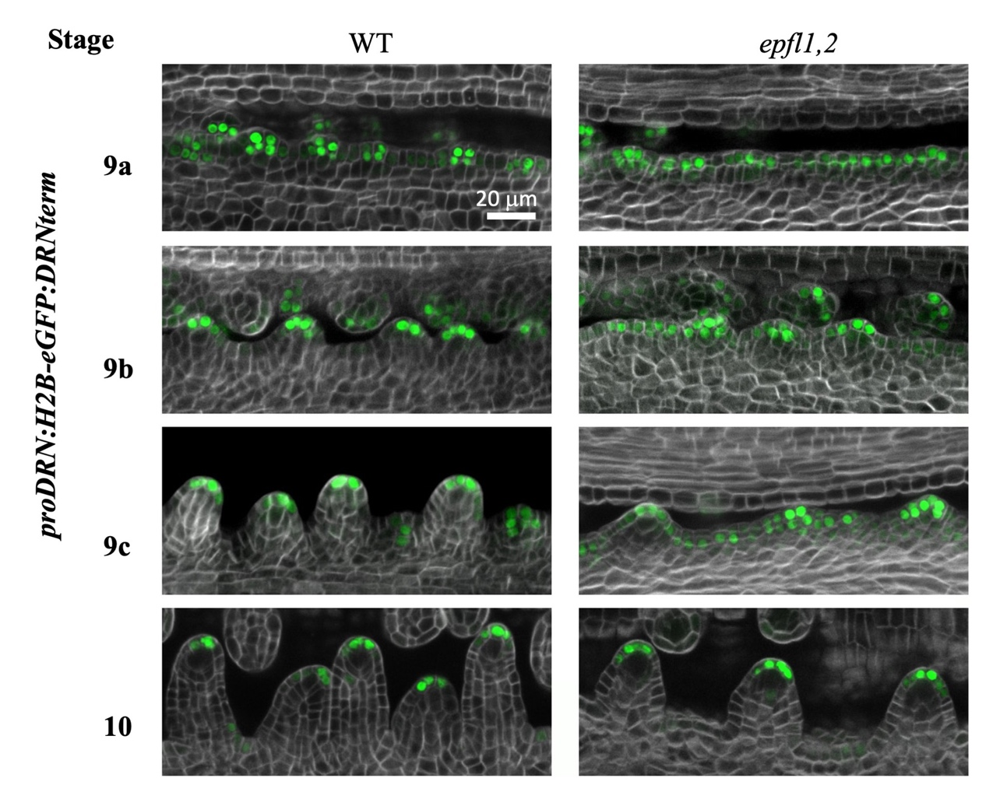 Stage
WT
epfl1,2
proDRN:H2B-eGFP:DRNterm
9a
20 µm
9b
9c
10